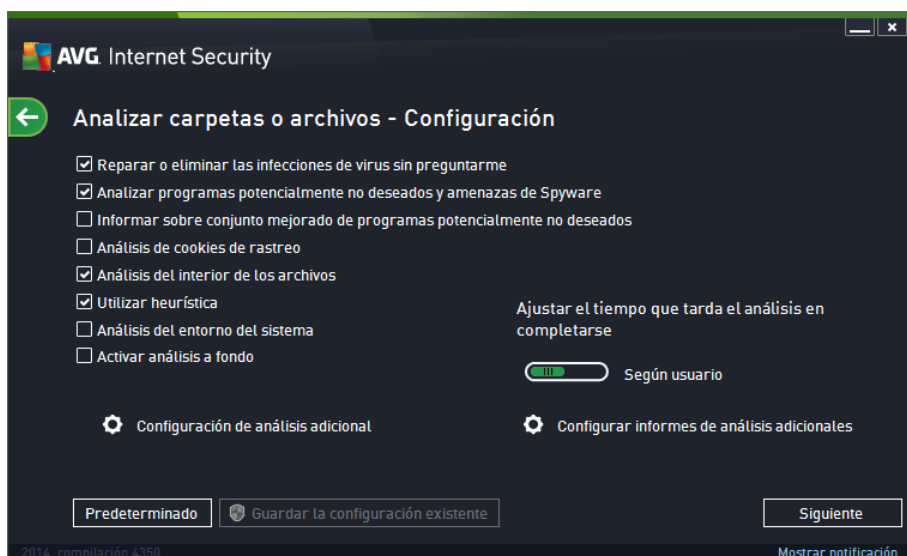 AVG. Internet Security
Analizar carpetas o archivos - Configuración
Reparar o eliminar las infecciones de virus sin preguntarme
Analizar programas potencialmente no deseados y amenazas de Spyware
Informar sobre conjunto mejorado de programas potencialmente no deseados
Análisis de cookies de rastreo
Análisis del interior de los archivos
Utilizar heurística
Análisis del entorno del sistema
Activar análisis a fondo
Ajustar el tiempo que tarda el análisis en
completarse
Según usuario
Configuración de análisis adicional
Configurar informes de análisis adicionales
Predeterminado
Guardar la configuración existente
Siguiente
2014 compilación 4350
Mostrar notificación